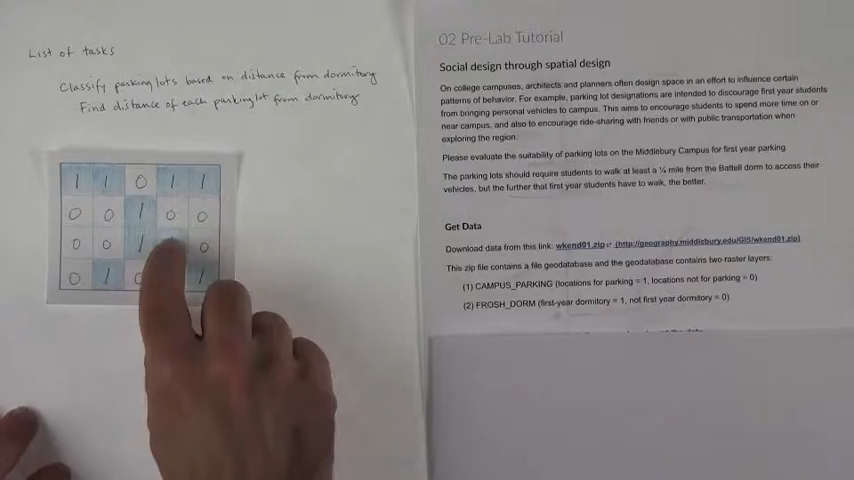 List of tasks
Classify parking lots based on distance from dormitory
Find distance of each parking lot from dormitory
1 1 0 1 1
0 0 1 0 0
0 0 1 0
0 1 0 1
02 Pre-Lab Tutorial
Social design through spatial design
On college campuses, architects and planners often design space in an effort to influence certain
patterns of behavior. For example, parking lot designations are intended to discourage first year students
from bringing personal vehicles to campus. This aims to encourage students to spend more time on or
near campus, and also to encourage ride-sharing with friends or with public transportation when
exploring the region.
Please evaluate the suitability of parking lots on the Middlebury Campus for first year parking.
The parking lots should require students to walk at least a ¼ mile from the Battell dorm to access their
vehicles, but the further that first year students have to walk, the better.
Get Data
Download data from this link: wkend01.zip (http://geography.middlebury.edu/GIS/wkend01.zip)
This zip file contains a file geodatabase and the geodatabase contains two raster layers:
(1) CAMPUS_PARKING (locations for parking = 1, locations not for parking = 0)
(2) FROSH_DORM (first-year dormitory = 1, not first year dormitory = 0)